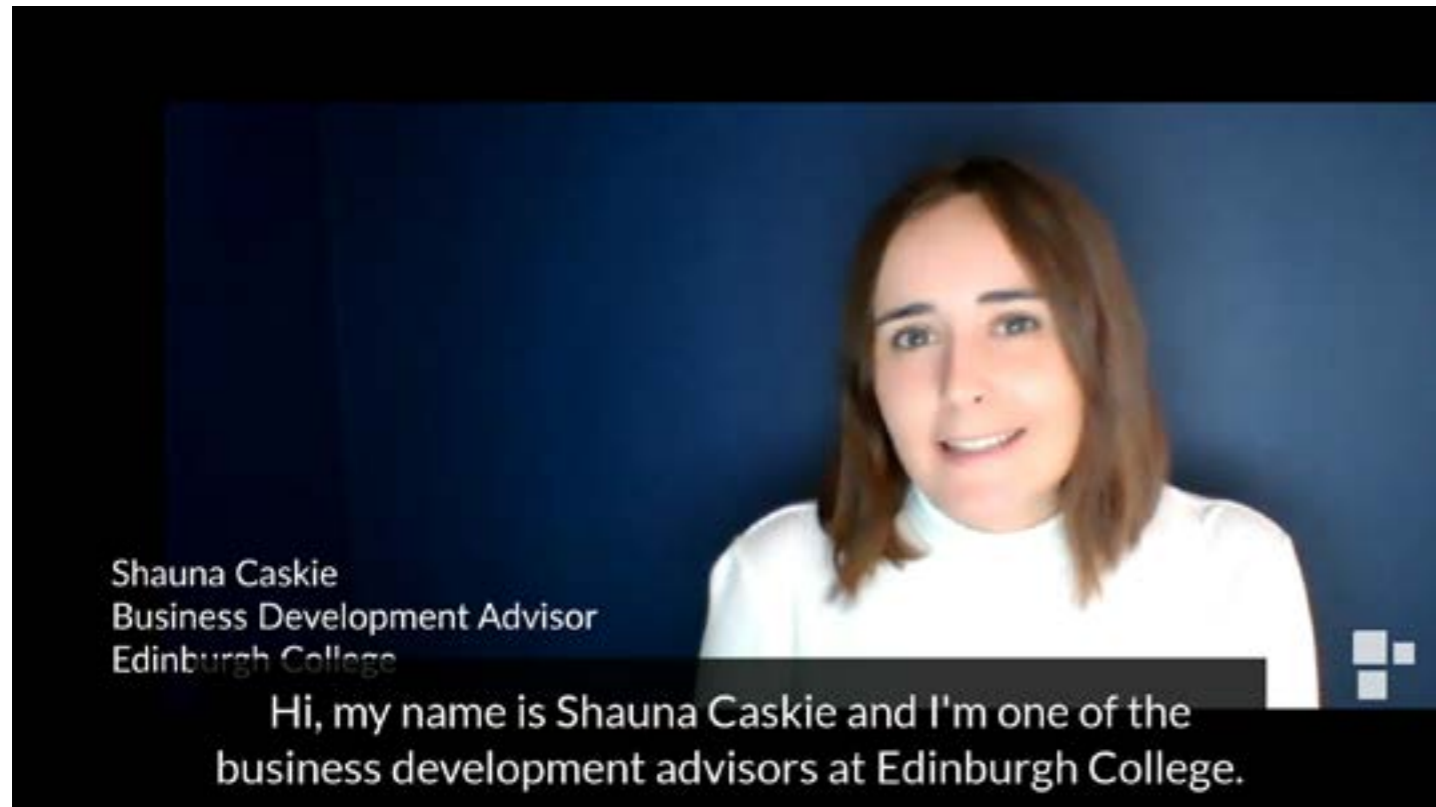 Shauna Caskie
Business Development Advisor
Edinburgh College
Hi, my name is Shauna Caskie and I'm one of the
business development advisors at Edinburgh College.